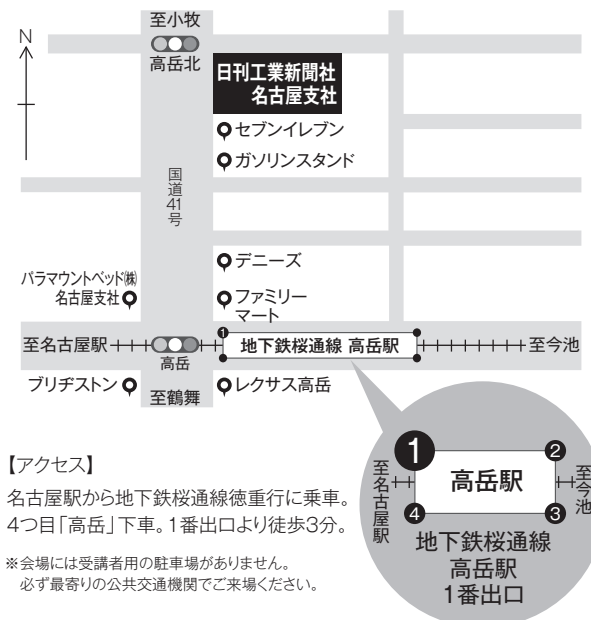 至小牧
N
高岳北
日刊工業新聞社
名古屋支社
セブンイレブン
ガソリンスタンド
国道41号
デニーズ
パラマウントベッド㈱
名古屋支社
ファミリー
マート
至名古屋駅
1
地下鉄桜通線 高岳駅
至今池
高岳
ブリヂストン
至鶴舞
レクサス高岳
【アクセス】
名古屋駅から地下鉄桜通線徳重行に乗車。
4つ目「高岳」下車。1番出口より徒歩3分。
※会場には受講者用の駐車場がありません。
必ず最寄りの公共交通機関でご来場ください。
1
2
至名古屋駅
高岳駅
至今池
4
3
地下鉄桜通線
高岳駅
1番出口